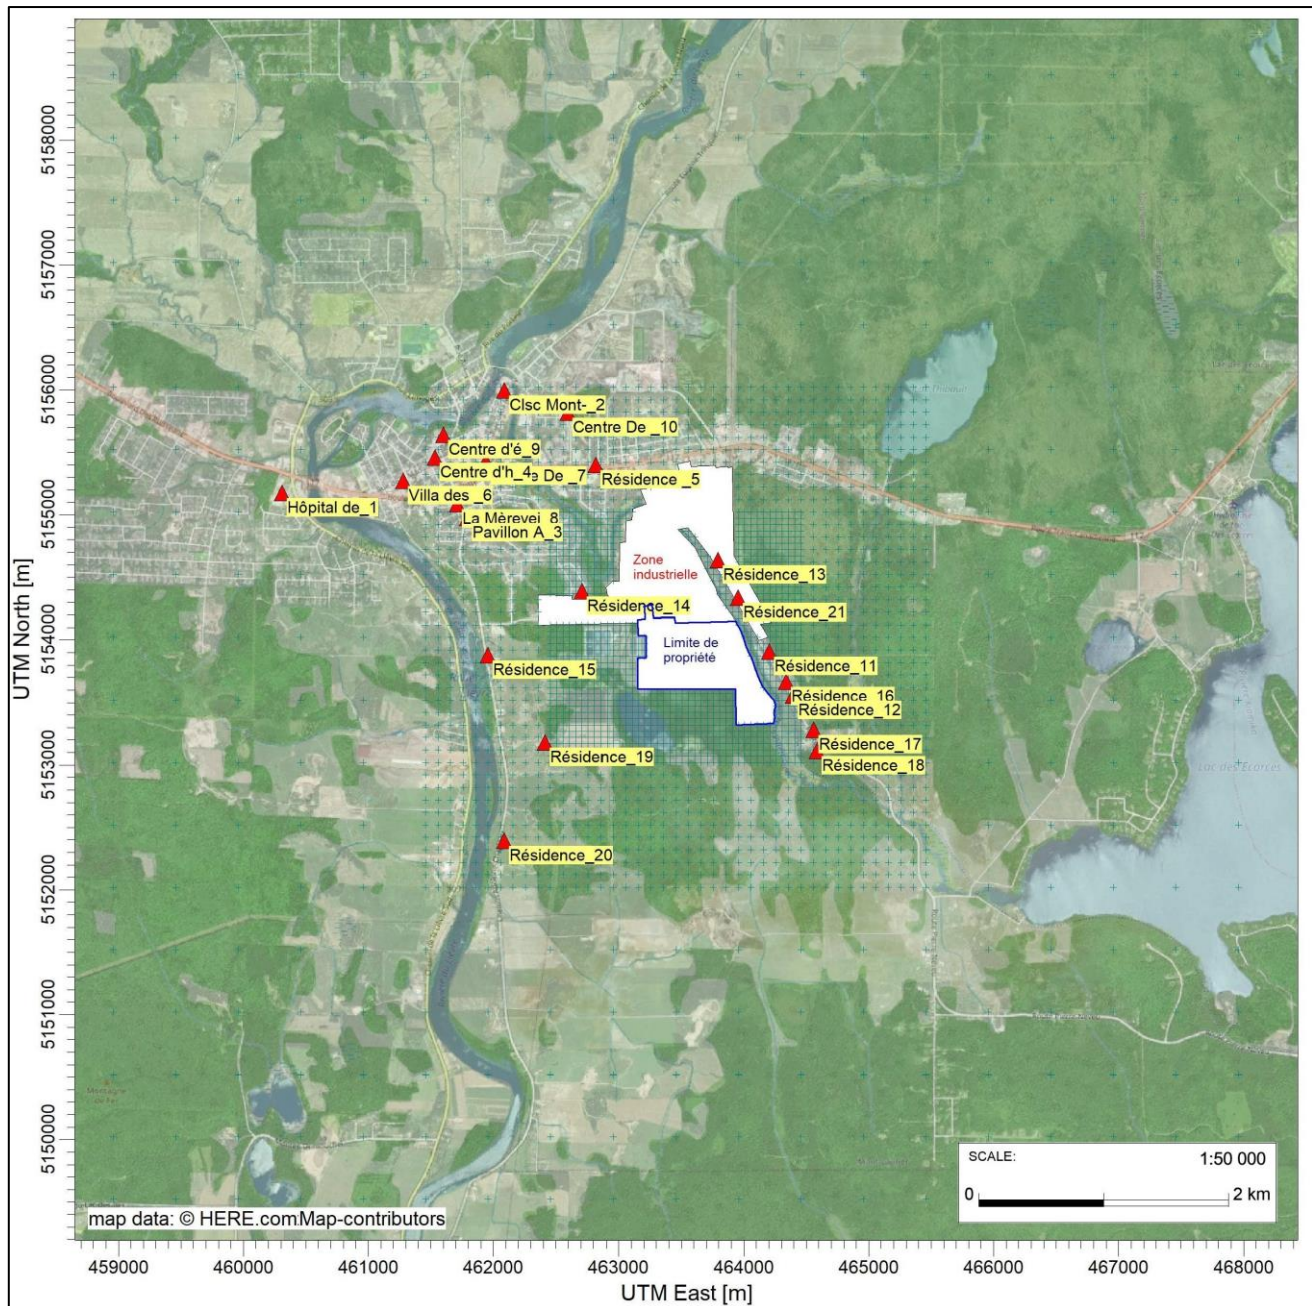 UTM North [m]
5158000
5157000
5156000
5155000
5154000
5153000
5152000
5151000
5150000
Clsc Mont-_2
Centre De _10
Centre d'é_9
Centre d'h_4
e De _7
Résidence _5
Villa des _6
Hôpital de_1
La Mèrevei_8
Pavillon A_3
Zone
industrielle
Résidence_13
Résidence_14
Résidence_21
Limite de
propriété
Résidence_15
Résidence_11
Résidence_16
Résidence_12
Résidence_17
Résidence_19
Résidence_18
Lac des Écorces
Résidence_20
Montagne
SCALE:
1:50 000
0
2 km
map data: © HERE.comMap-contributors
459000
460000
461000
462000
463000
464000
465000
466000
467000
468000
UTM East [m]